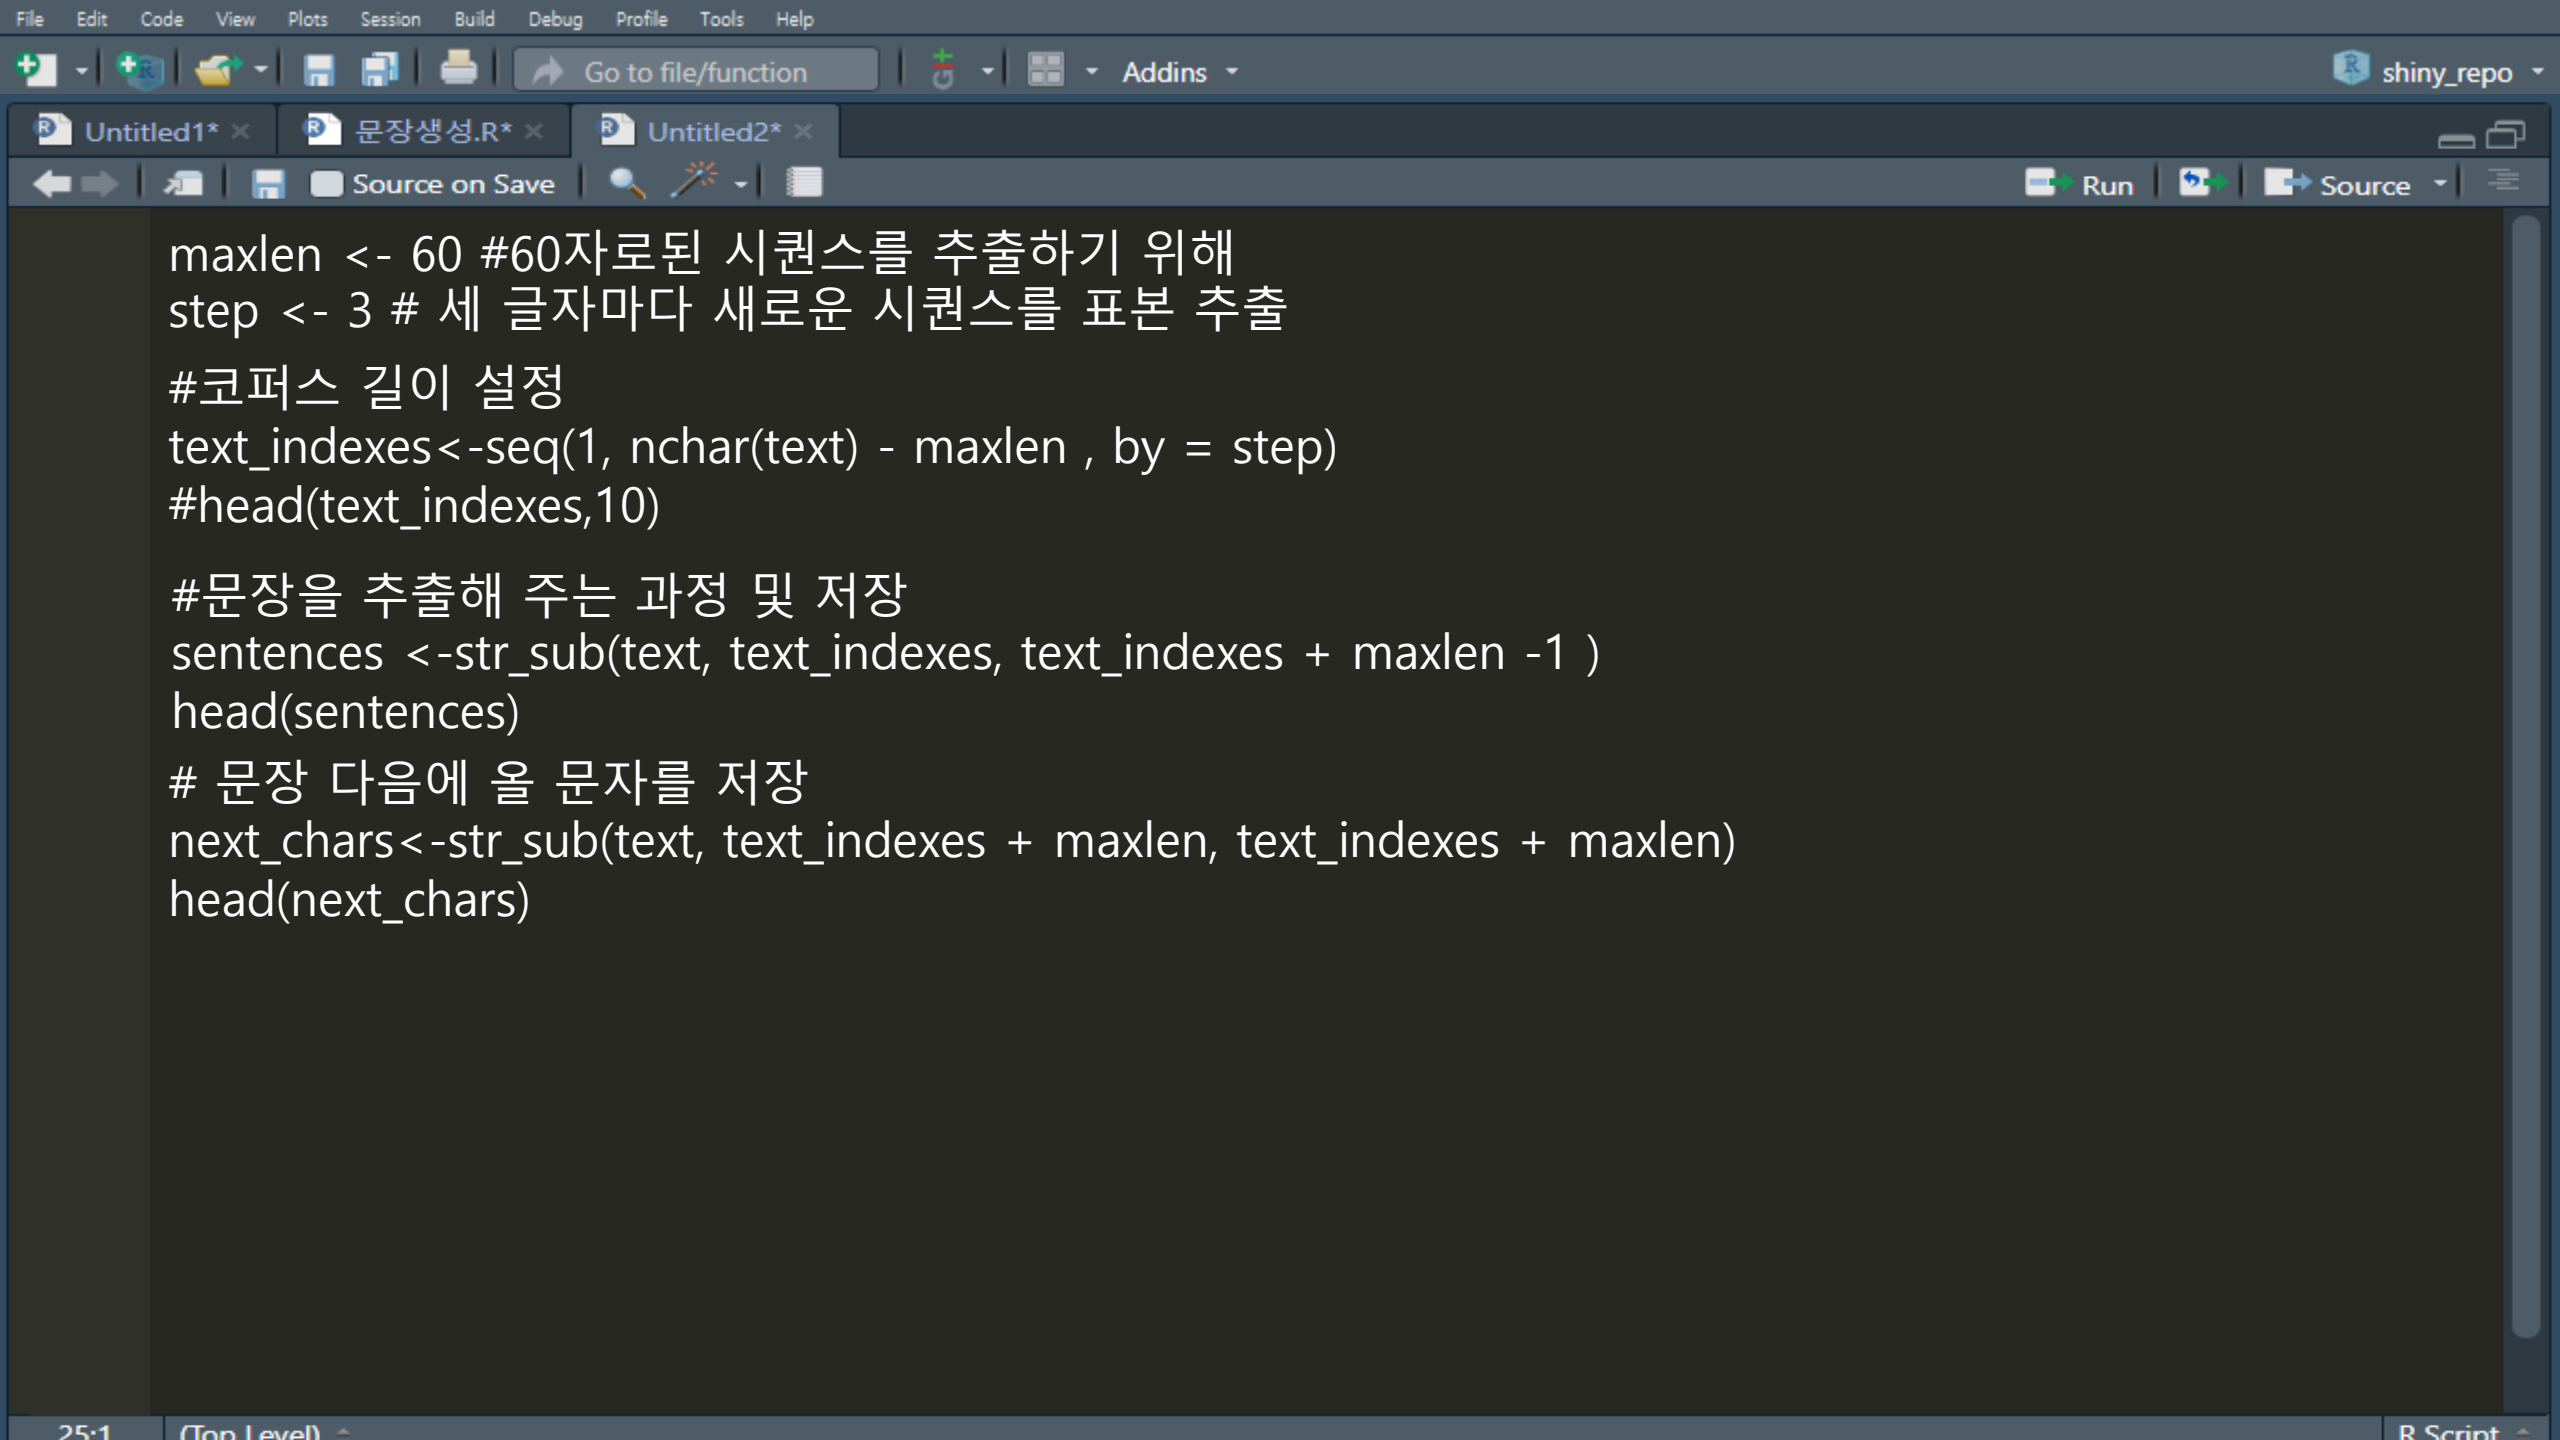 File Edit Code View Plots Session Build Debug Profile Tools Help
Go to file/function Addins shiny_repo
Untitled1* 문장생성.R* Untitled2*
Source on Save Run Source
maxlen <- 60 #60자로된 시퀀스를 추출하기 위해
step <- 3 # 세 글자마다 새로운 시퀀스를 표본 추출
#코퍼스 길이 설정
text_indexes<-seq(1, nchar(text) - maxlen , by = step)
#head(text_indexes,10)
#문장을 추출해 주는 과정 및 저장
sentences <-str_sub(text, text_indexes, text_indexes + maxlen -1 )
head(sentences)
# 문장 다음에 올 문자를 저장
next_chars<-str_sub(text, text_indexes + maxlen, text_indexes + maxlen)
head(next_chars)
25:1 (Top Level) R Script